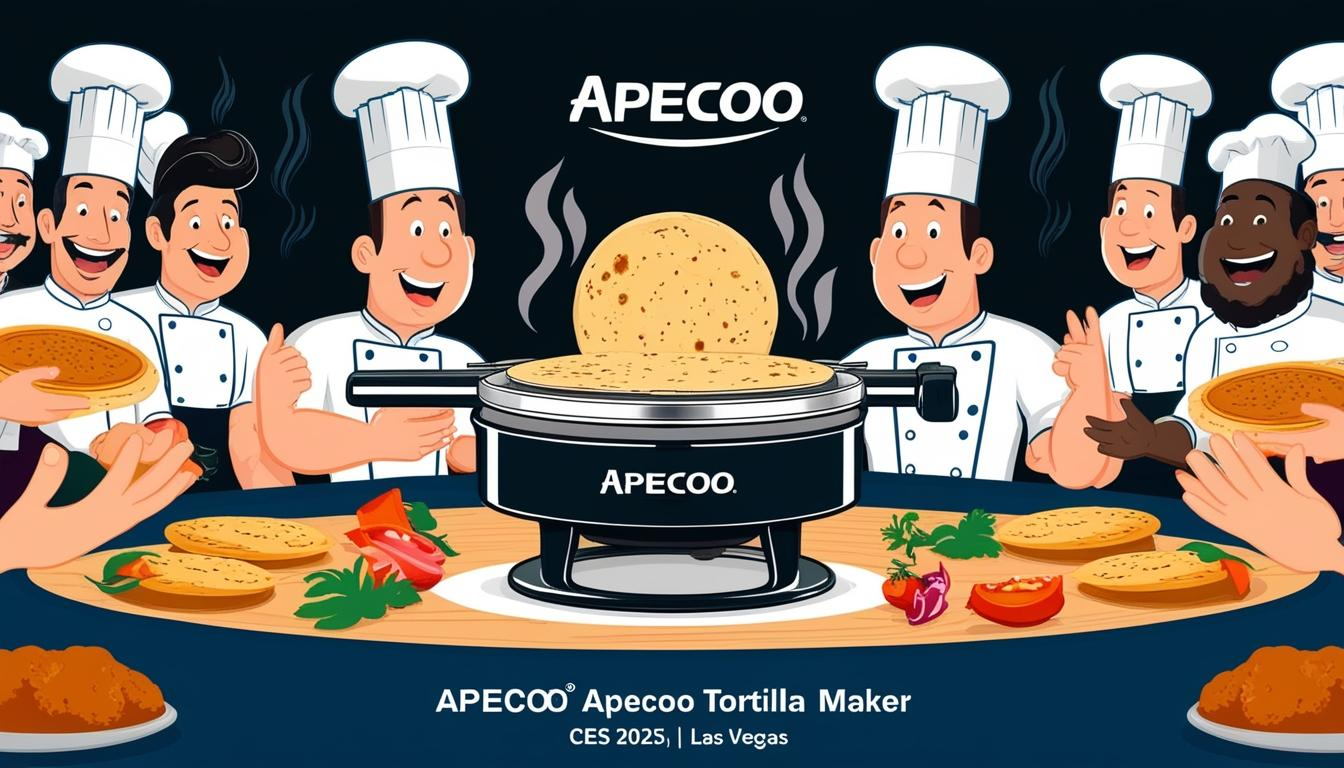 APECOO®
APECOO®
APECOO® Apecoo Tortilla Maker
CES 2025, | Las Vegas